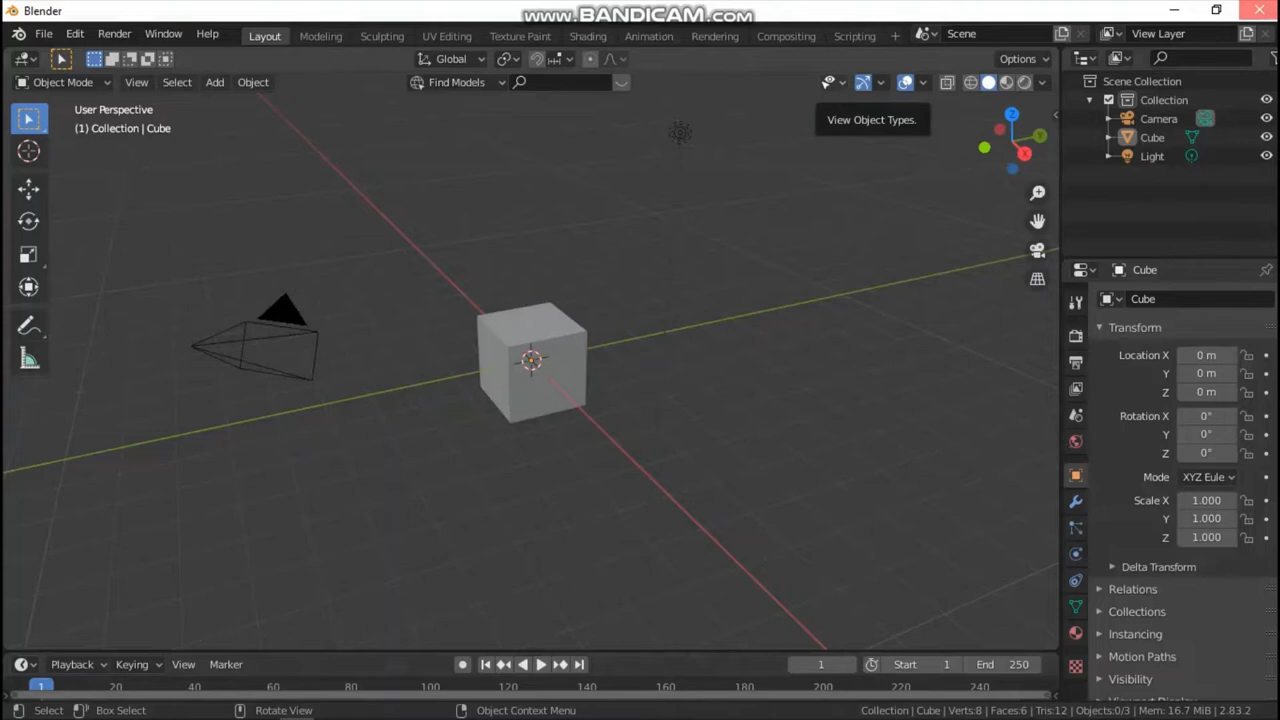 Blender
www.BANDICAM.com
File Edit Render Window Help
Layout Modeling Sculpting UV Editing Texture Paint Shading Animation Rendering Compositing Scripting
Scene
View Layer
Global
Options
Object Mode View Select Add Object
Find Models
User Perspective
(1) Collection | Cube
View Object Types.
Z
Y
X
Scene Collection
Collection
Camera
Cube
Light
Cube
Cube
Transform
Location X 0 m
Y 0 m
Z 0 m
Rotation X 0°
Y 0°
Z 0°
Mode XYZ Eule
Scale X 1.000
Y 1.000
Z 1.000
Delta Transform
Relations
Collections
Instancing
Motion Paths
Visibility
Playback Keying View Marker
1 Start 1 End 250
1 20 40 60 80 100 120 140 160 180 200 220 240
Select Box Select Rotate View Object Context Menu
Collection | Cube | Verts:8 | Faces:6 | Tris:12 | Objects:0/3 | Mem: 16.7 MiB | 2.83.2